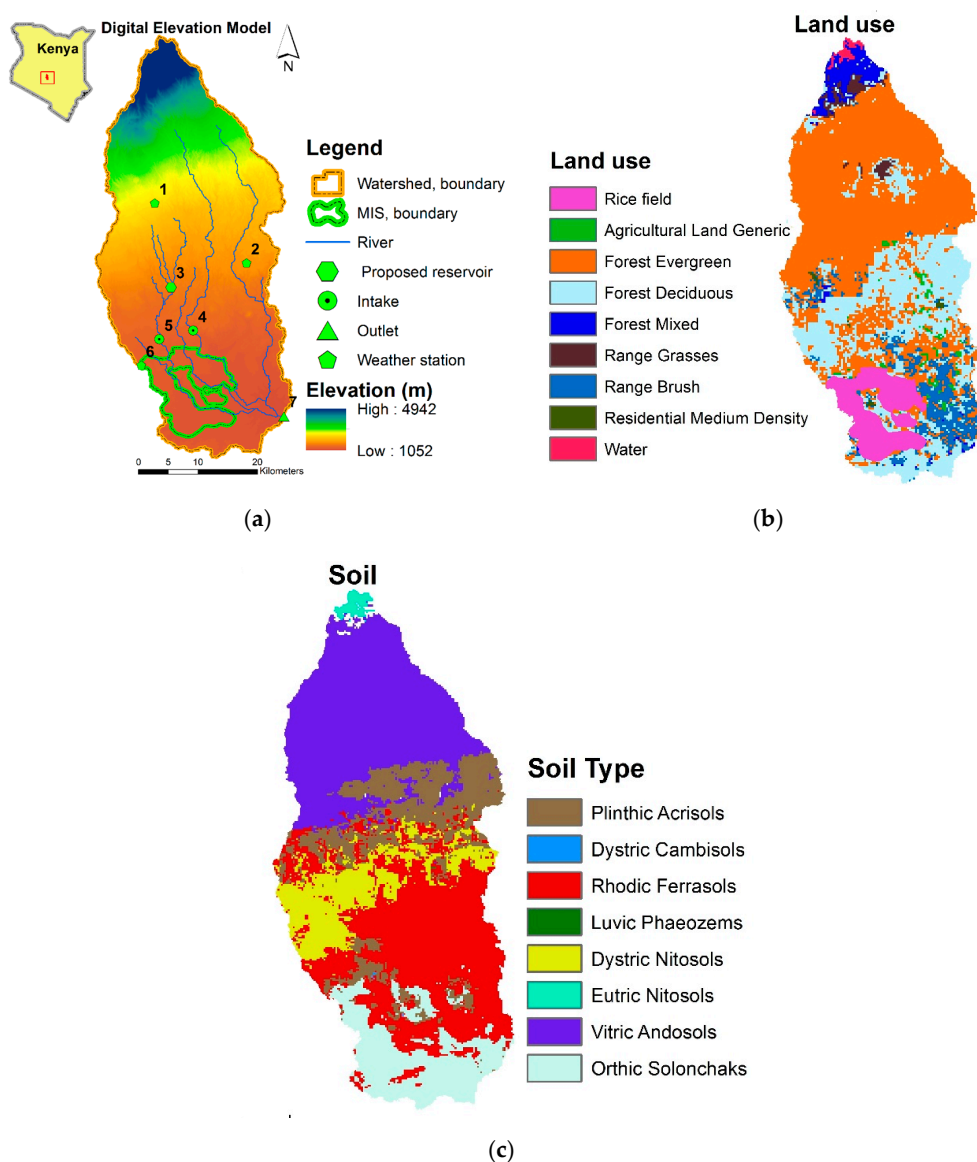 Digital Elevation Model
Kenya
N
1
2
3
4
5
6
7
Legend
Watershed, boundary
MIS, boundary
River
Proposed reservoir
Intake
Outlet
Weather station
Elevation (m)
High : 4942
Low : 1052
0 5 10 20
Kilometers
(a)
Land use
Land use
Rice field
Agricultural Land Generic
Forest Evergreen
Forest Deciduous
Forest Mixed
Range Grasses
Range Brush
Residential Medium Density
Water
(b)
Soil
Soil Type
Plinthic Acrisols
Dystric Cambisols
Rhodic Ferrasols
Luvic Phaeozems
Dystric Nitosols
Eutric Nitosols
Vitric Andosols
Orthic Solonchaks
(c)